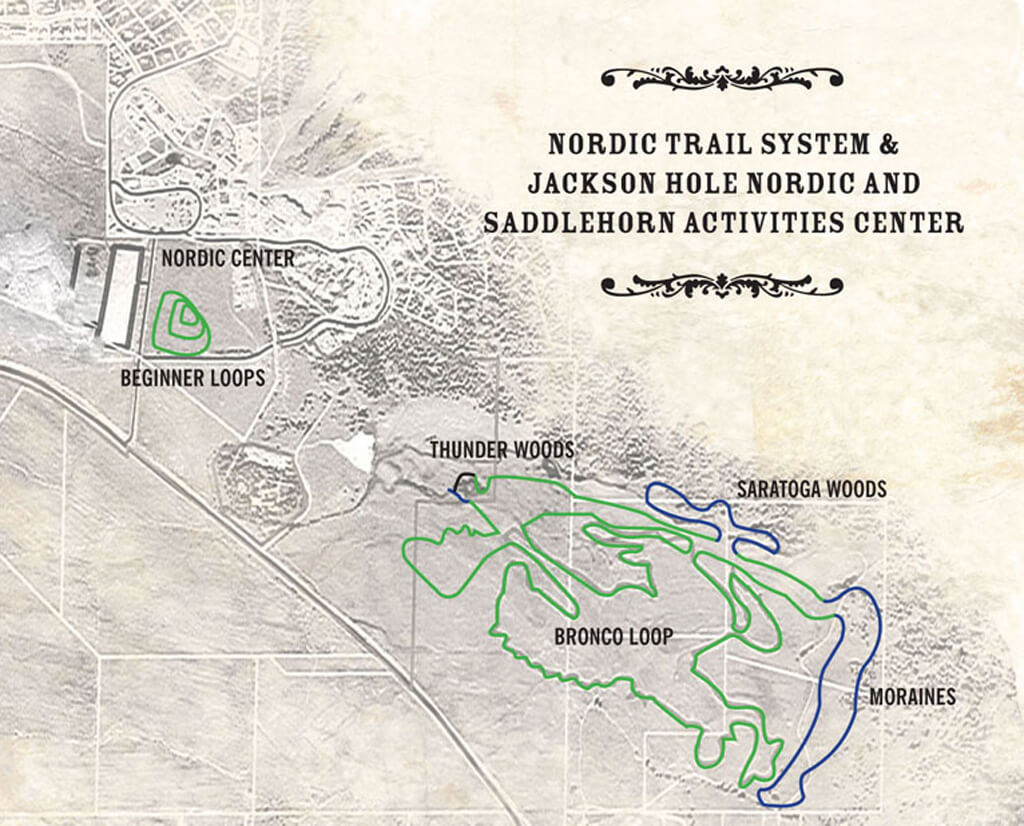 NORDIC TRAIL SYSTEM &
JACKSON HOLE NORDIC AND
SADDLEHORN ACTIVITIES CENTER
NORDIC CENTER
BEGINNER LOOPS
THUNDER WOODS
SARATOGA WOODS
BRONCO LOOP
MORAINES